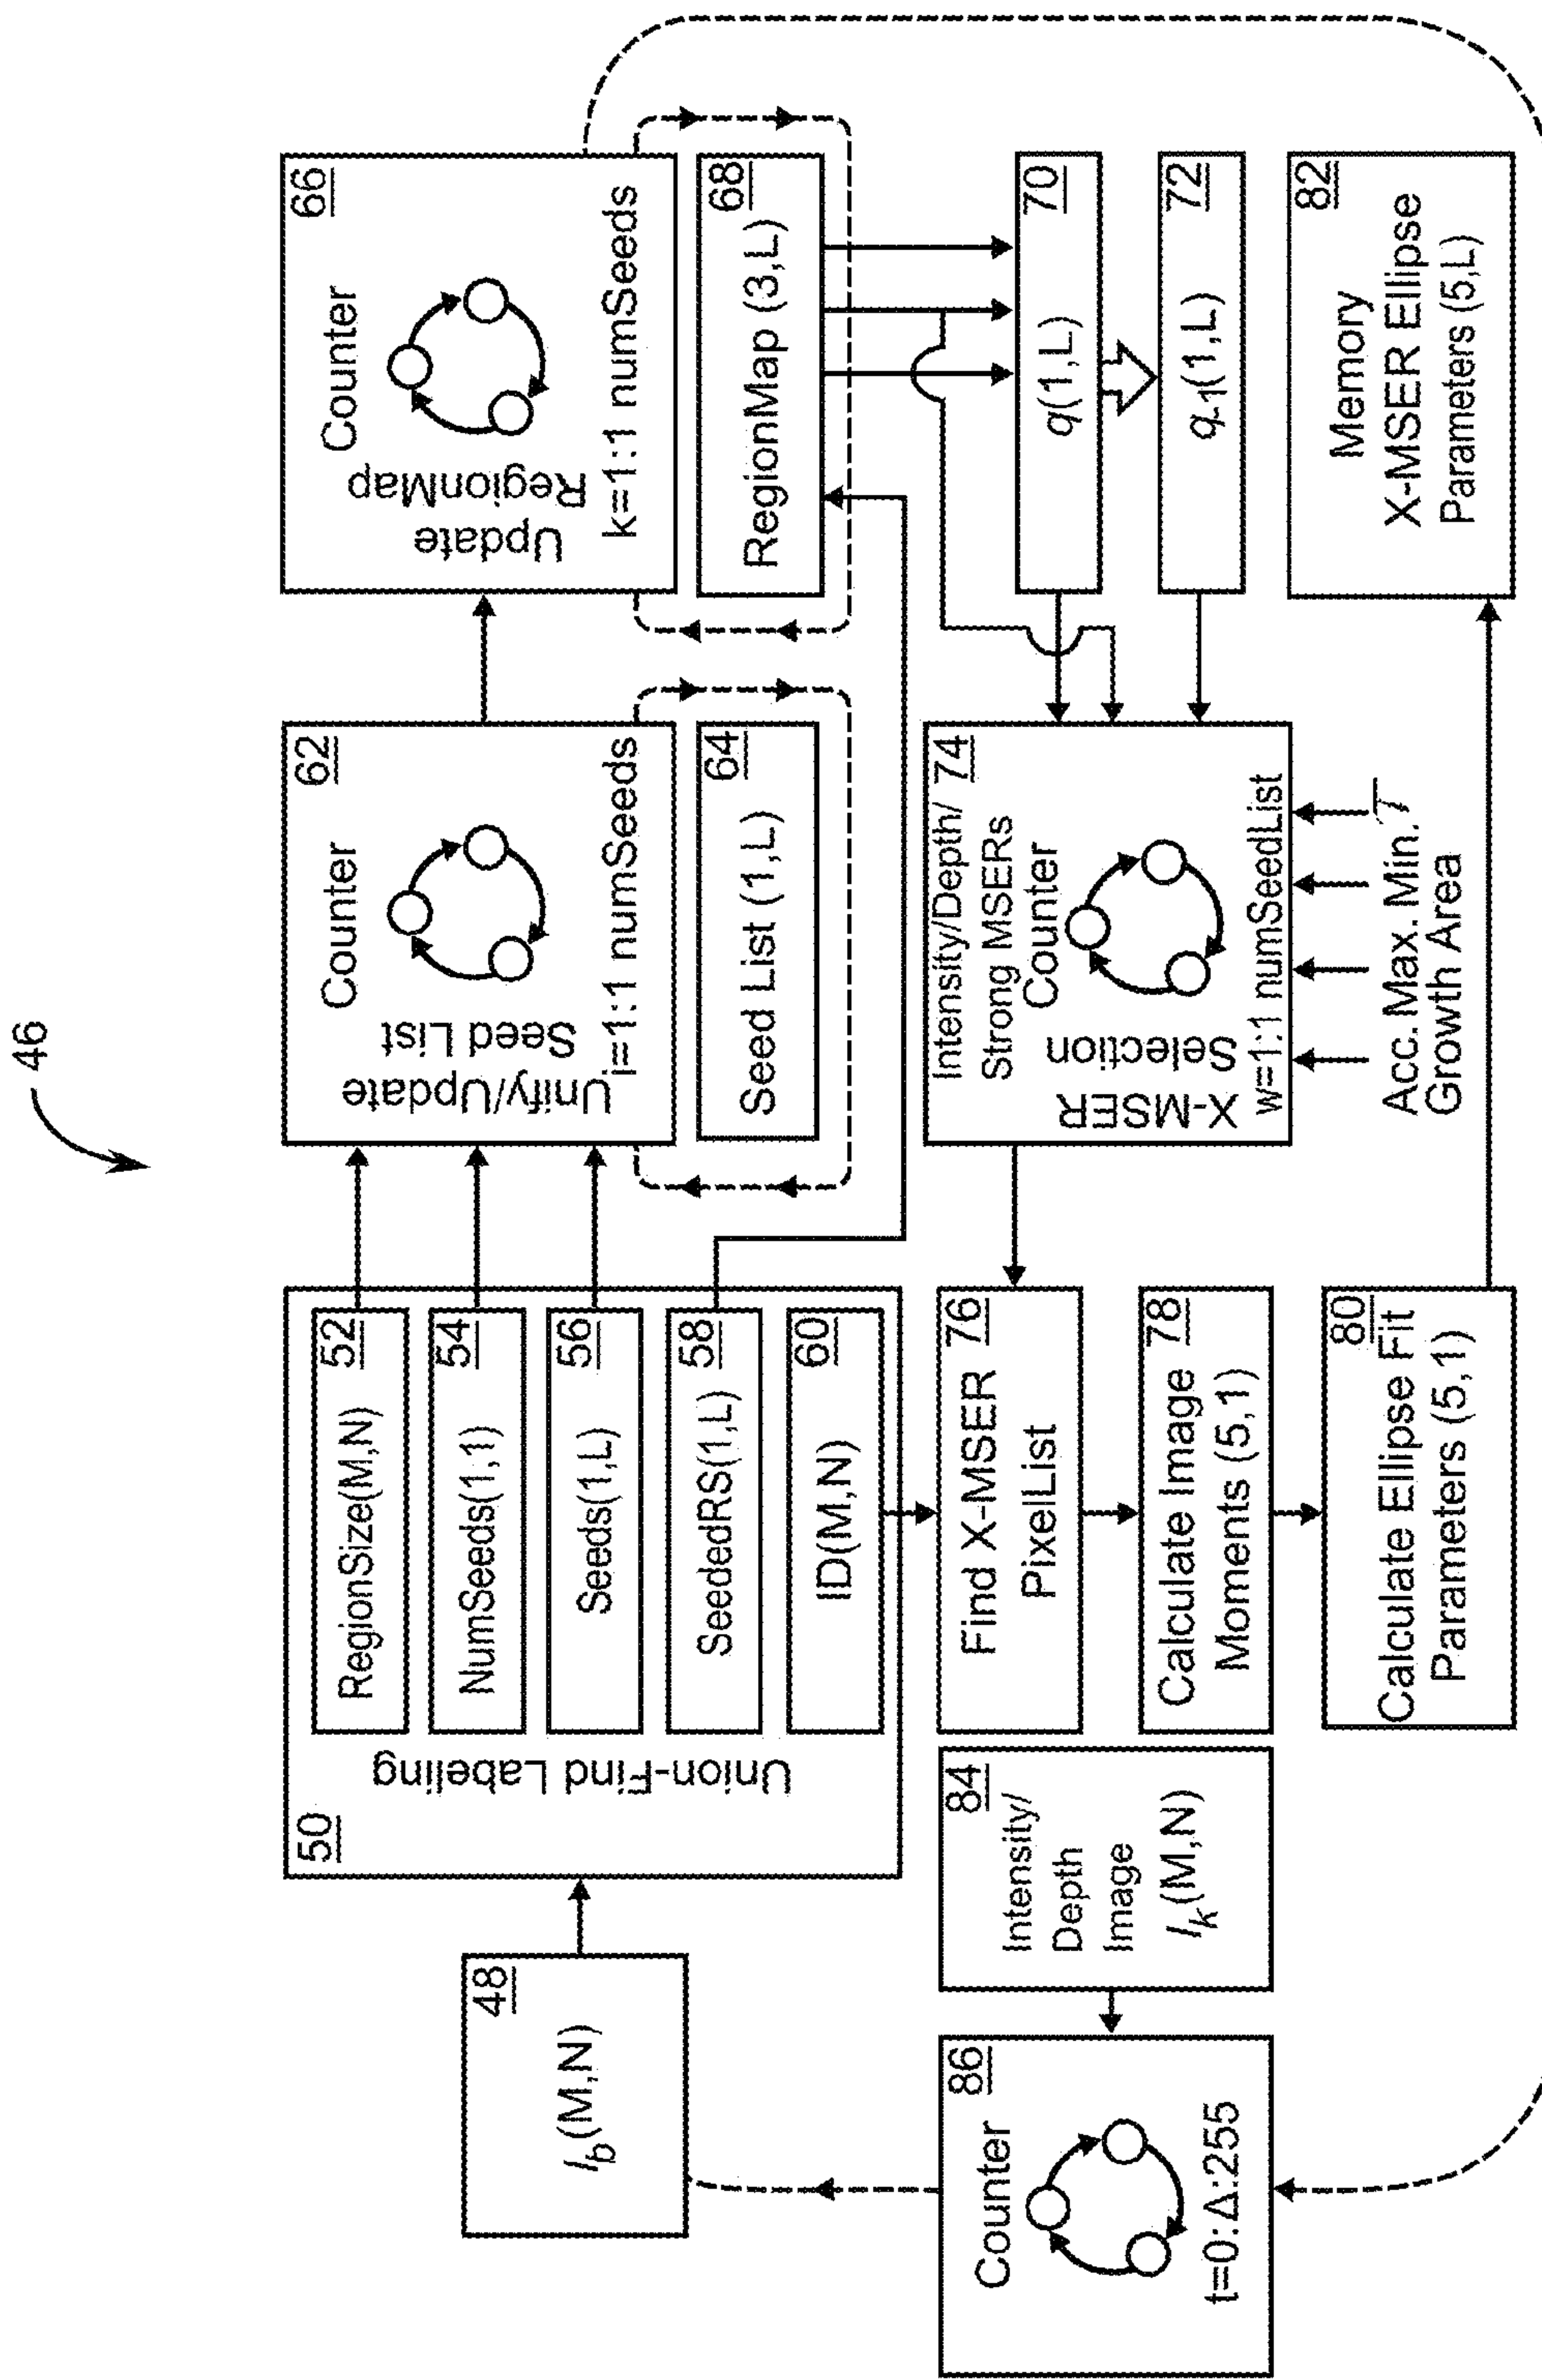 46
48
I_b(M,N)
50
Union-Find Labeling
RegionSize(M,N)
52
NumSeeds(1,1)
54
Seeds(1,L)
56
SeededRS(1,L)
58
ID(M,N)
60
62
Counter
Unify/Update
Seed List
i=1:1 numSeeds
Seed List (1,L)
64
66
Counter
Update
RegionMap
k=1:1 numSeeds
RegionMap (3,L)
68
q(1,L)
70
q-1(1,L)
72
Intensity/Depth/
74
Strong MSERs
Counter
X-MSER
Selection
w=1:1 numSeedList
Acc. Max. Min.
Growth Area
Find X-MSER
76
PixelList
Calculate Image
78
Moments (5,1)
80
Calculate Ellipse Fit
Parameters (5,1)
82
Memory
X-MSER Ellipse
Parameters (5,L)
84
Intensity/
Depth
Image
I_k(M,N)
86
Counter
t=0:Δ:255